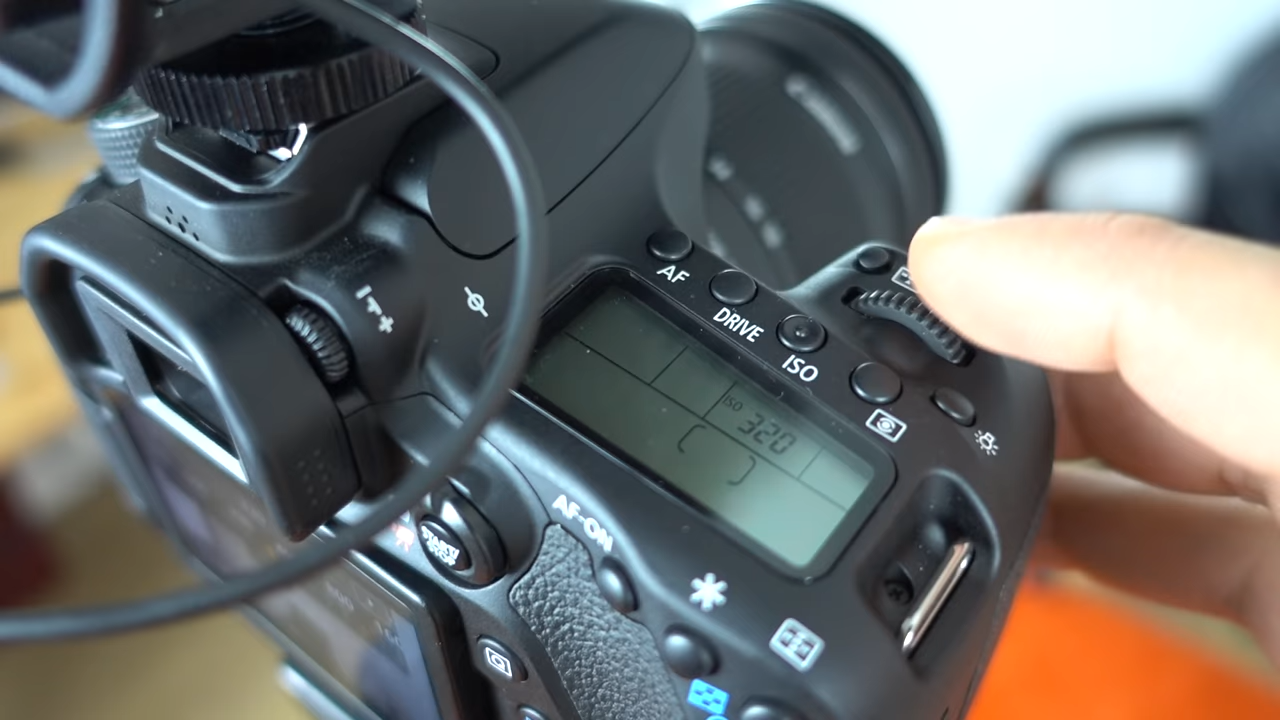 AF
DRIVE
ISO
ISO 320
AF-ON
START/
STOP
Q